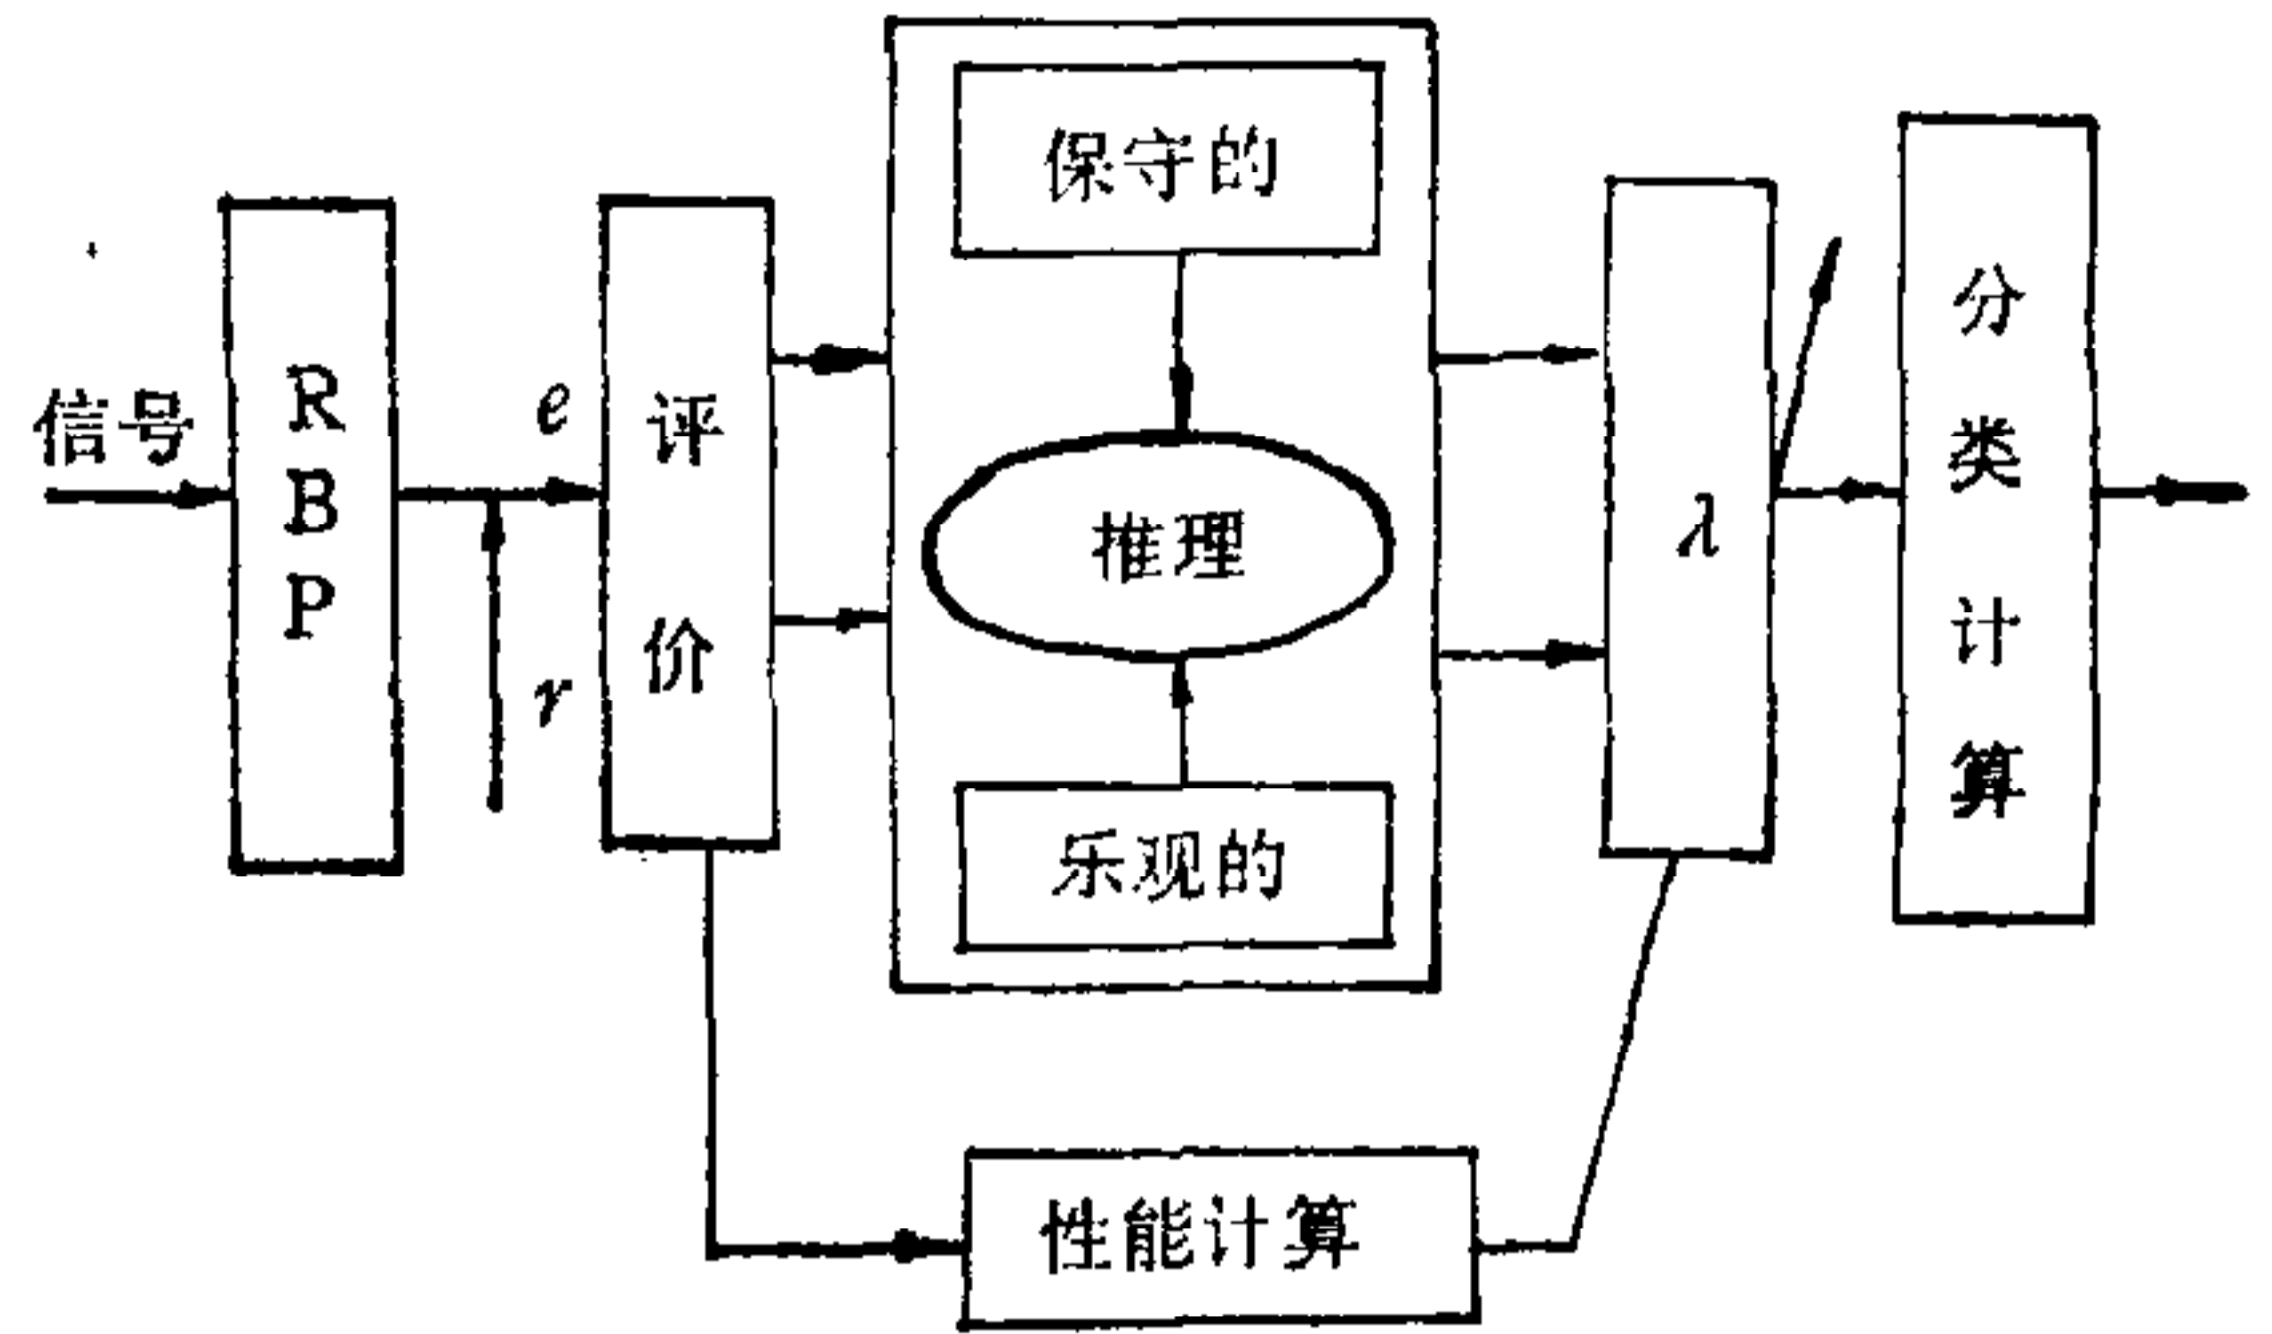 信号
RBP
e
r
评价
保守的
推理
乐观的
λ
分类计算
性能计算